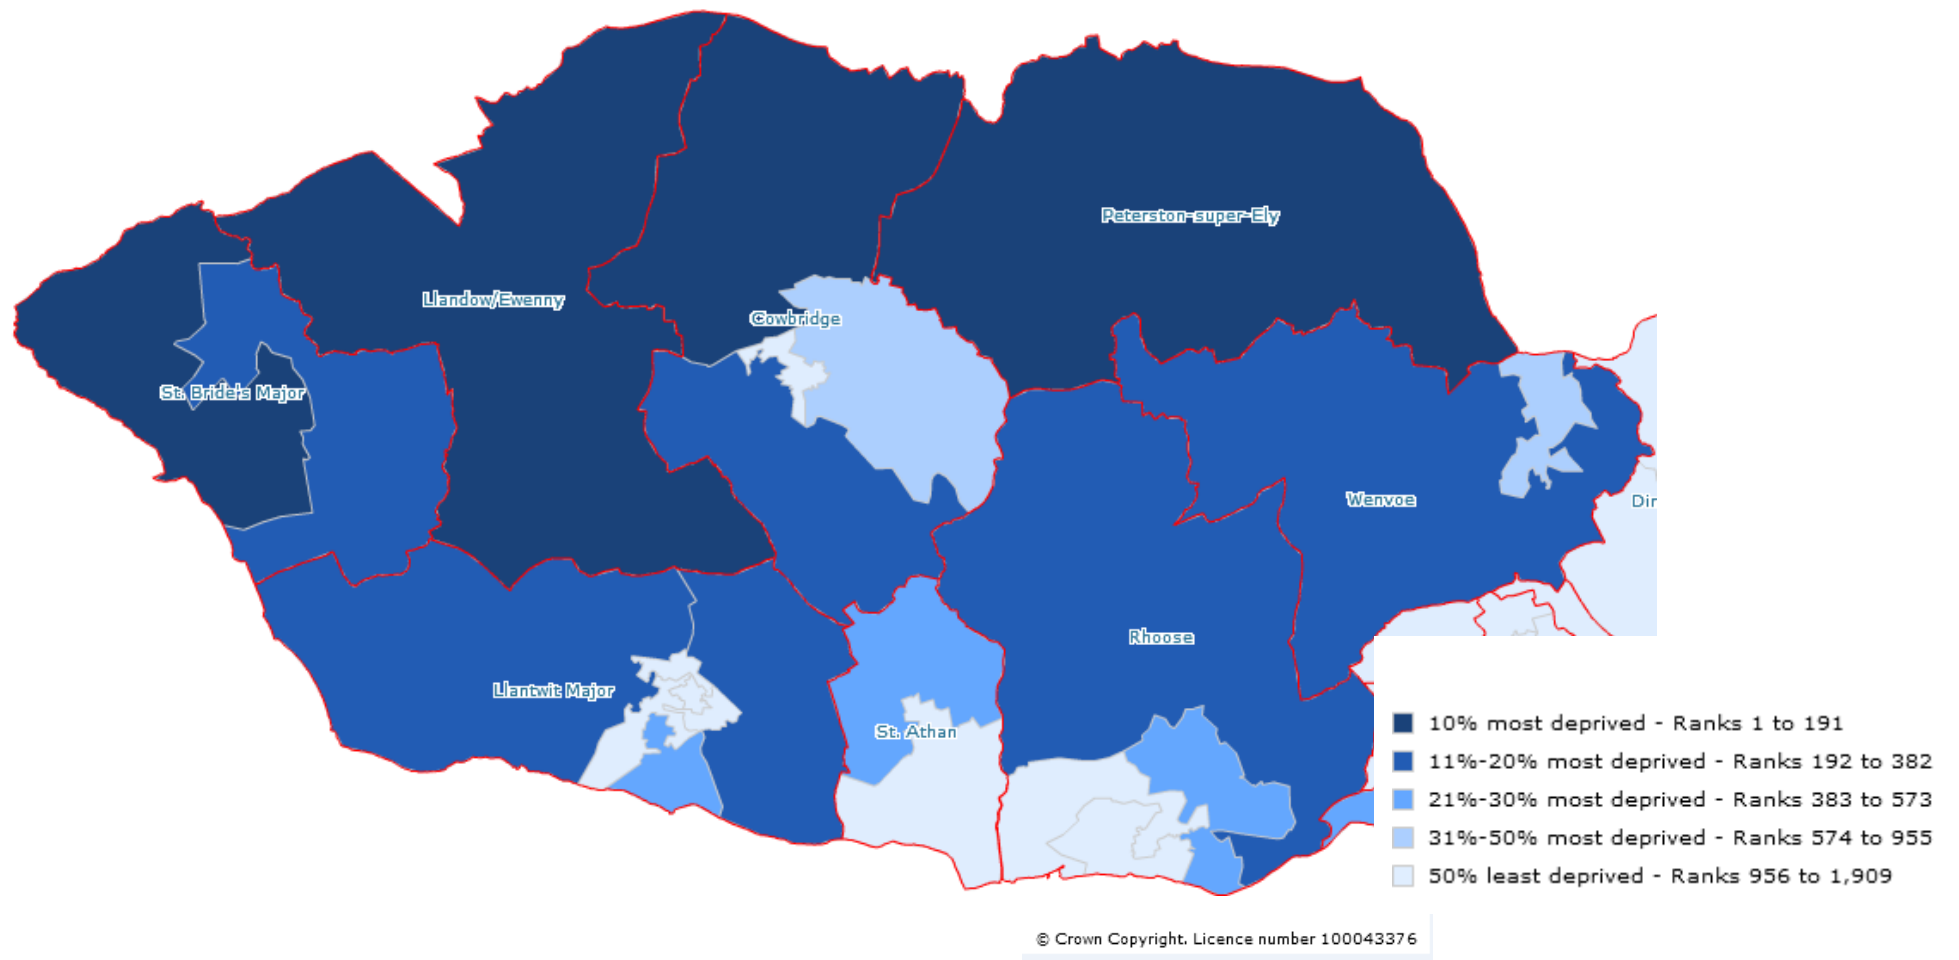 Peterston-super-Ely
Llandow/Ewenny
Cowbridge
St. Bride's Major
Wenvoe
Dir
Rhoose
Llantwit Major
St. Athan
10% most deprived - Ranks 1 to 191
11%-20% most deprived - Ranks 192 to 382
21%-30% most deprived - Ranks 383 to 573
31%-50% most deprived - Ranks 574 to 955
50% least deprived - Ranks 956 to 1,909
© Crown Copyright. Licence number 100043376